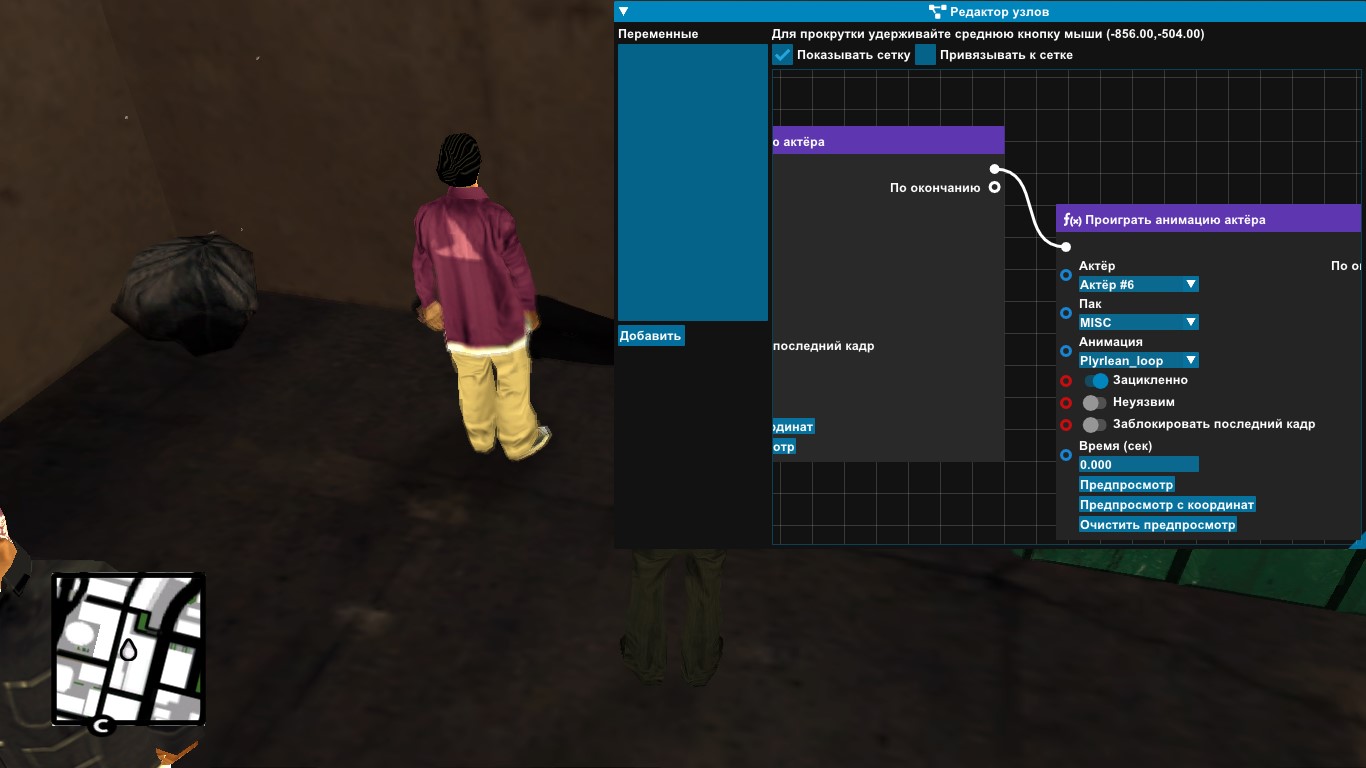 Редактор узлов
Переменные
Для прокрутки удерживайте среднюю кнопку мыши (-856.00,-504.00)
Показывать сетку
Привязывать к сетке
Добавить
о актёра
По окончанию
последний кадр
рдинат
отр
f(x) Проиграть анимацию актёра
Актёр
По о
Актёр #6
Пак
MISC
Анимация
Plyrlean_loop
Зацикленно
Неуязвим
Заблокировать последний кадр
Время (сек)
0.000
Предпросмотр
Предпросмотр с координат
Очистить предпросмотр
C